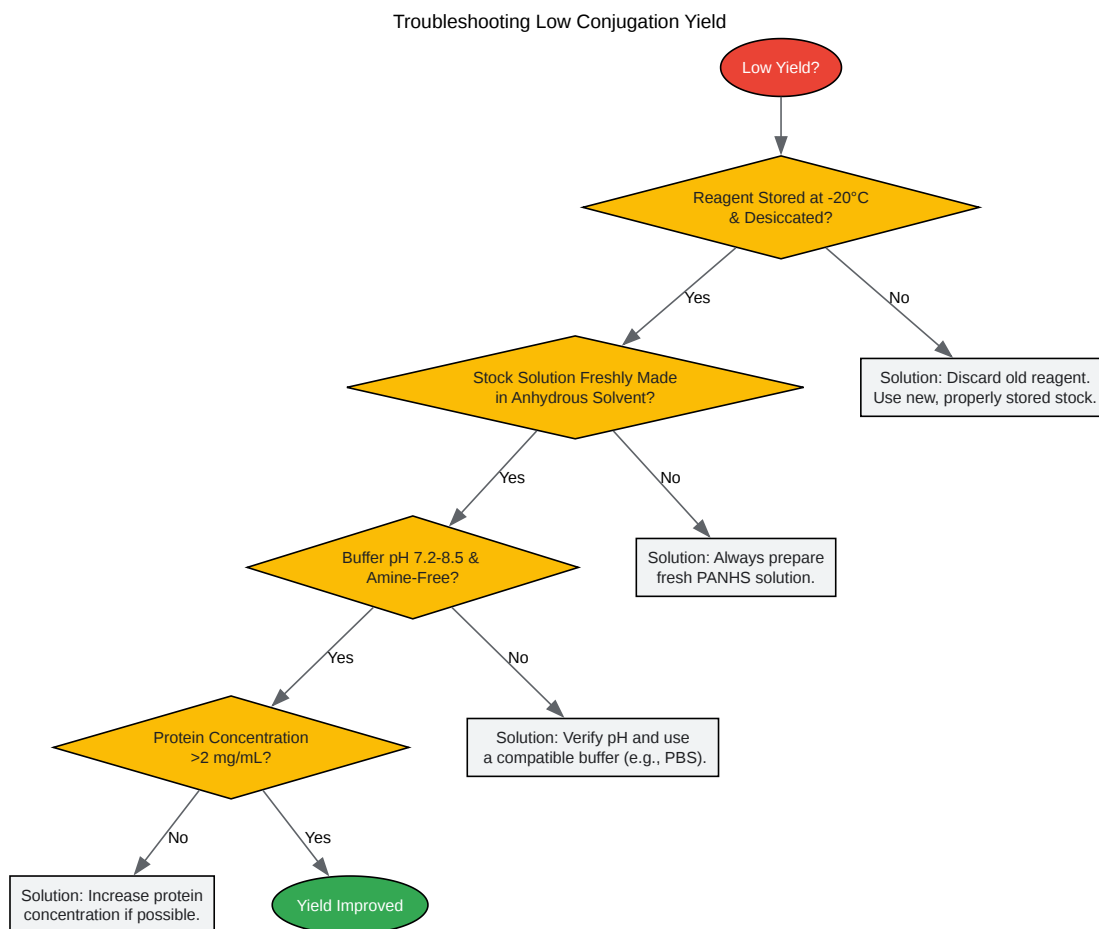 Troubleshooting Low Conjugation Yield
Low Yield?
Reagent Stored at -20°C
& Desiccated?
Yes
No
Stock Solution Freshly Made
in Anhydrous Solvent?
Solution: Discard old reagent.
Use new, properly stored stock.
Yes
No
Buffer pH 7.2-8.5 &
Amine-Free?
Solution: Always prepare
fresh PANHS solution.
Yes
No
Protein Concentration
>2 mg/mL?
Solution: Verify pH and use
a compatible buffer (e.g., PBS).
No
Yes
Solution: Increase protein
concentration if possible.
Yield Improved